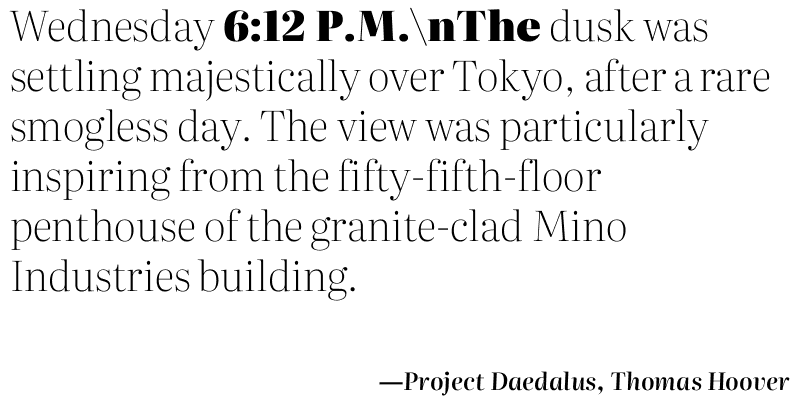 Wednesday 6:12 P.M.\nThe dusk was
settling majestically over Tokyo, after a rare
smogless day. The view was particularly
inspiring from the fifty-fifth-floor
penthouse of the granite-clad Mino
Industries building.
—Project Daedalus, Thomas Hoover